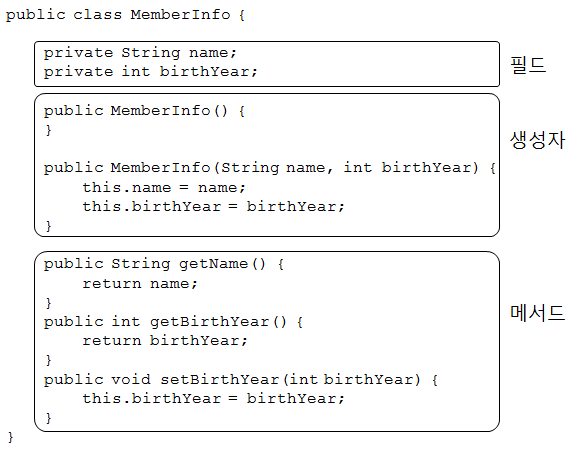 public class MemberInfo {
private String name;
private int birthYear;
필드
public MemberInfo() {
}
생성자
public MemberInfo(String name, int birthYear) {
this.name = name;
this.birthYear = birthYear;
}
public String getName() {
return name;
}
public int getBirthYear() {
return birthYear;
}
메서드
public void setBirthYear(int birthYear) {
this.birthYear = birthYear;
}
}